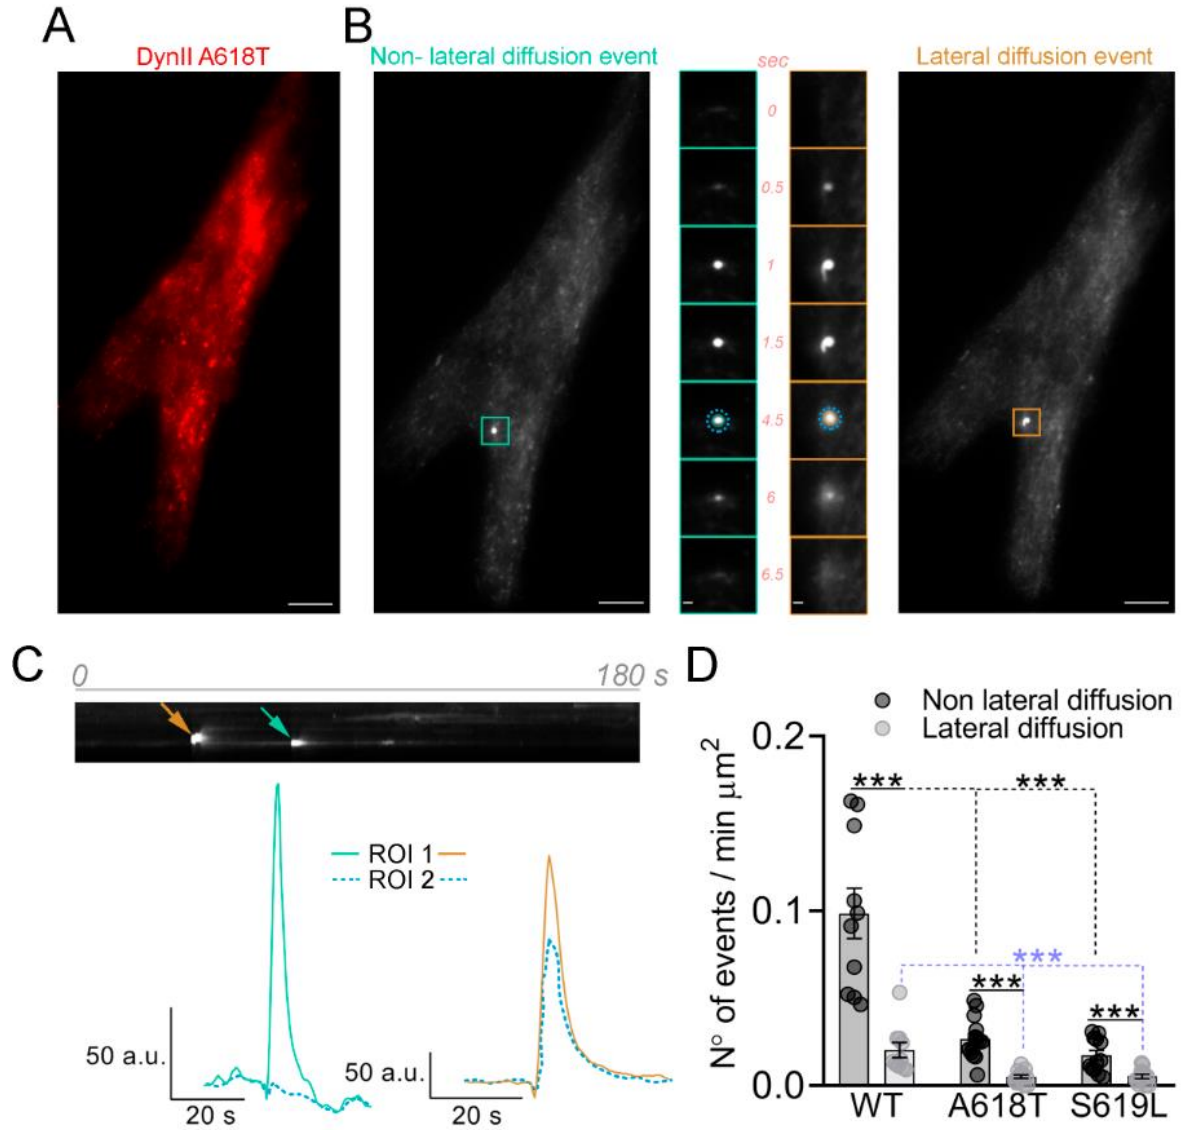 A
B
DynII A618T
Non- lateral diffusion event
sec
Lateral diffusion event
0
0.5
1
1.5
4.5
6
6.5
C
0
180 s
ROI 1
ROI 2
50 a.u.
20 s
50 a.u.
20 s
D
Non lateral diffusion
Lateral diffusion
N° of events / min μm²
0.2
0.1
0.0
***
***
***
***
***
WT
A618T
S619L